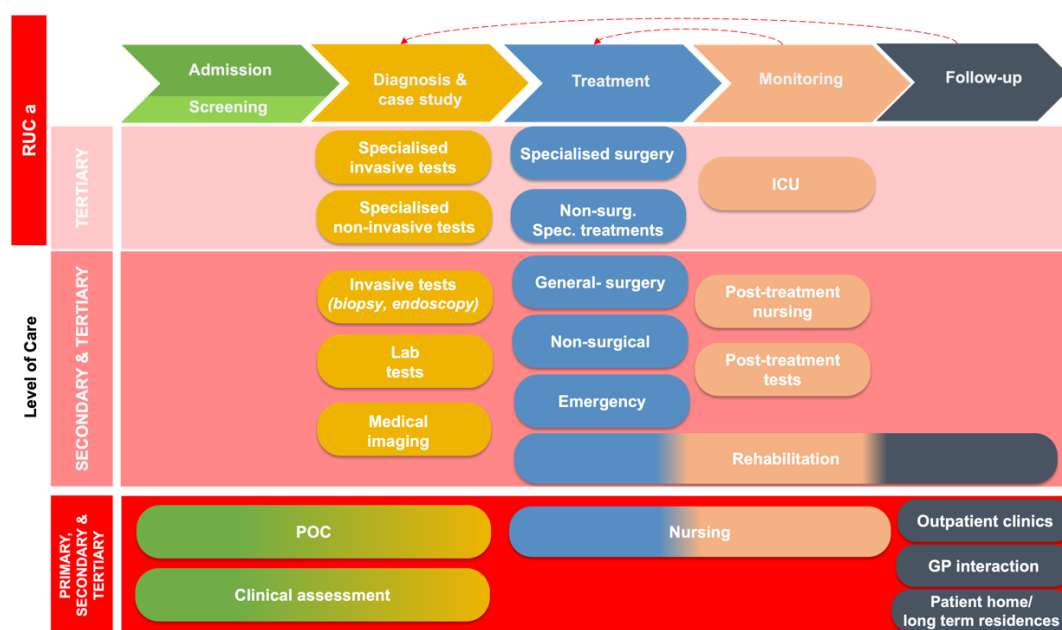 RUC a
Admission
Screening
Diagnosis &
case study
Treatment
Monitoring
Follow-up
TERTIARY
Specialised
invasive tests
Specialised
non-invasive tests
Specialised surgery
Non-surg.
Spec. treatments
ICU
Level of Care
SECONDARY & TERTIARY
Invasive tests
(biopsy, endoscopy)
Lab
tests
Medical
imaging
General- surgery
Non-surgical
Emergency
Post-treatment
nursing
Post-treatment
tests
Rehabilitation
PRIMARY,
SECONDARY &
TERTIARY
POC
Clinical assessment
Nursing
Outpatient clinics
GP interaction
Patient home/
long term residences